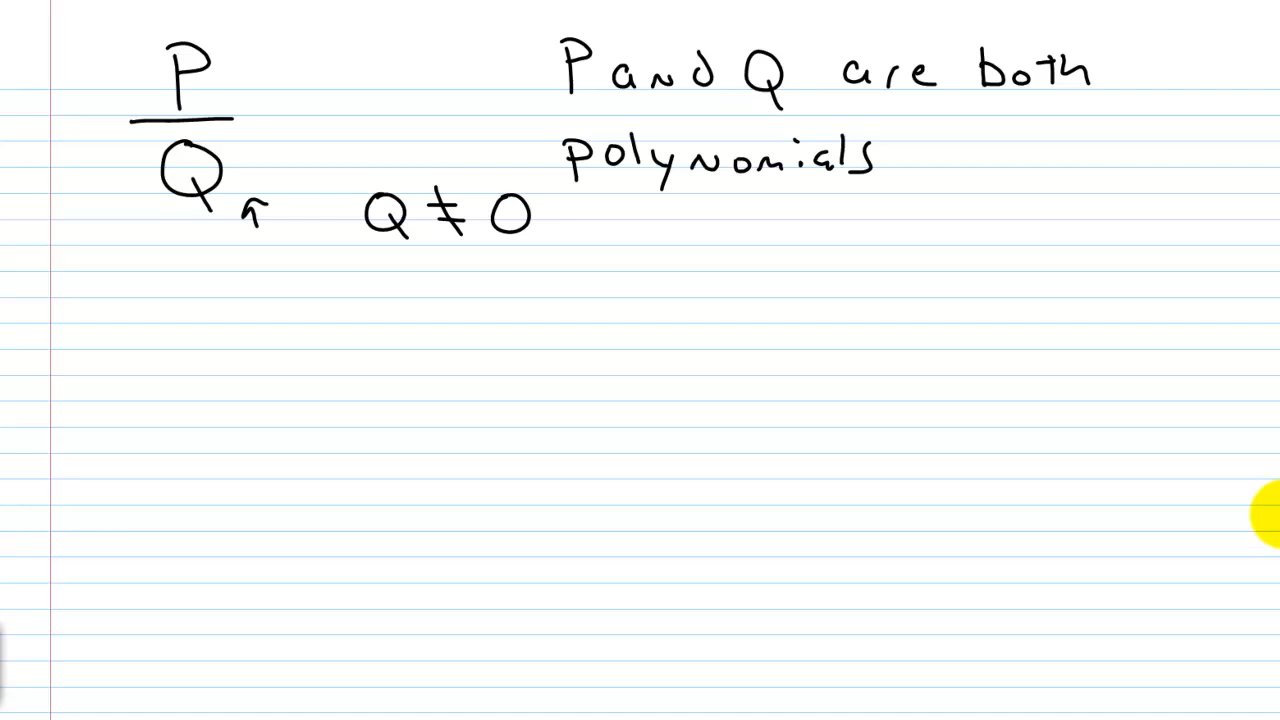 P
Q
P and Q are both
polynomials
Q ≠ 0